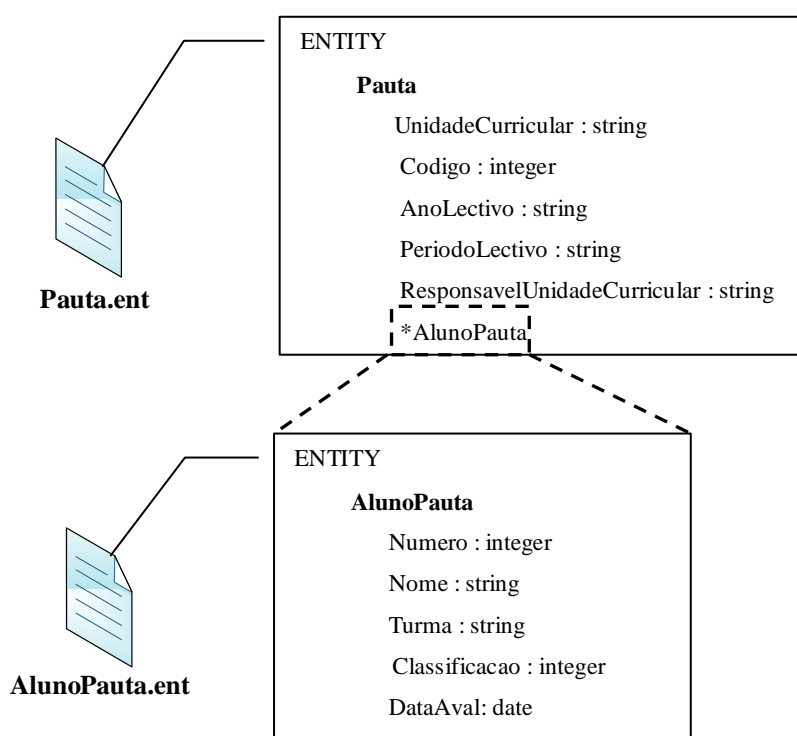 ENTITY
Pauta
UnidadeCurricular : string
Codigo : integer
AnoLectivo : string
PeriodoLectivo : string
ResponsavelUnidadeCurricular : string
*AlunoPauta
Pauta.ent
ENTITY
AlunoPauta
Numero : integer
Nome : string
Turma : string
Classificacao : integer
DataAval: date
AlunoPauta.ent